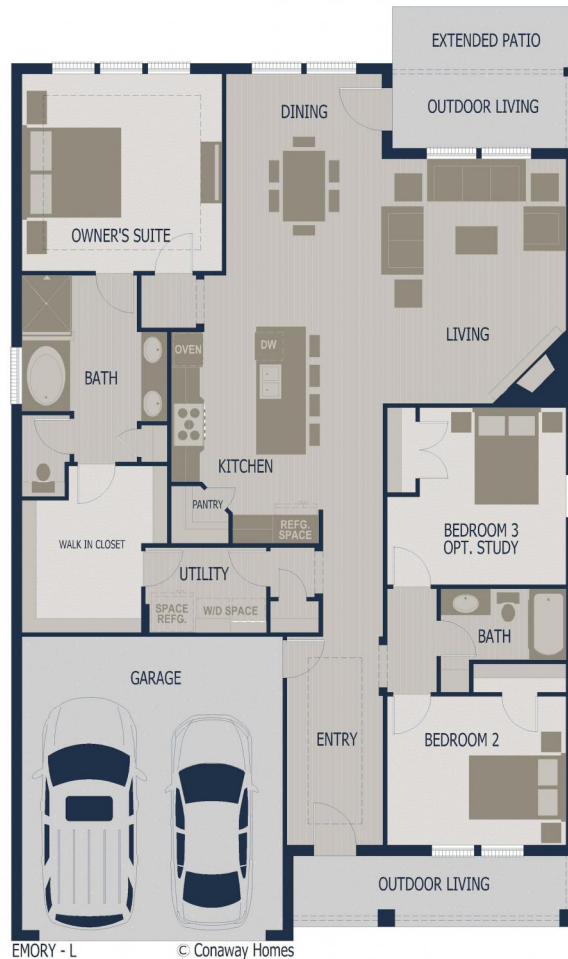 EXTENDED PATIO
OUTDOOR LIVING
DINING
OWNER'S SUITE
LIVING
OVEN
DW
BATH
KITCHEN
PANTRY
REFG.
SPACE
BEDROOM 3
OPT. STUDY
WALK IN CLOSET
UTILITY
SPACE
REFG.
W/D SPACE
BATH
GARAGE
ENTRY
BEDROOM 2
OUTDOOR LIVING
EMORY - L
© Conaway Homes